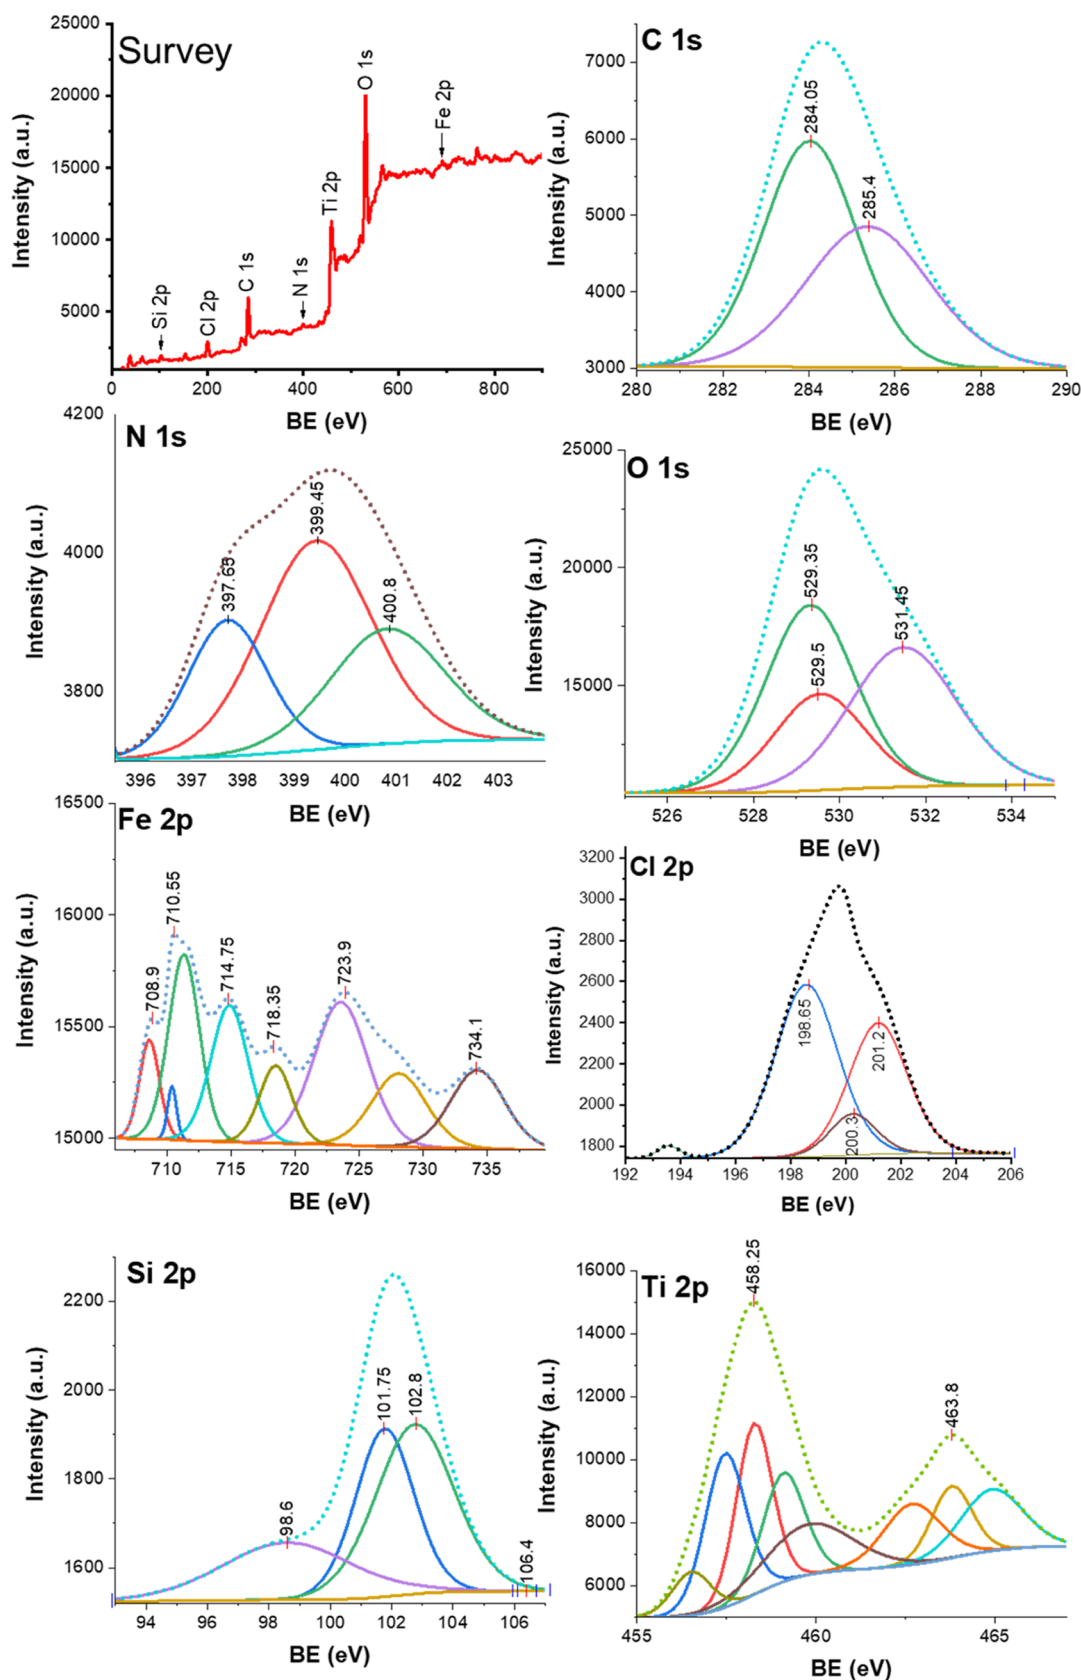 Survey
Intensity (a.u.)
25000
20000
15000
10000
5000
Si 2p
Cl 2p
C 1s
N 1s
Ti 2p
O 1s
Fe 2p
0 200 400 600 800
BE (eV)
C 1s
Intensity (a.u.)
7000
6000
5000
4000
3000
284.05
285.4
280 282 284 286 288 290
BE (eV)
N 1s
Intensity (a.u.)
4200
4000
3800
397.65
399.45
400.8
396 397 398 399 400 401 402 403
BE (eV)
O 1s
Intensity (a.u.)
25000
20000
15000
529.35
529.5
531.45
526 528 530 532 534
BE (eV)
Fe 2p
Intensity (a.u.)
16500
16000
15500
15000
708.9
710.55
714.75
718.35
723.9
734.1
710 715 720 725 730 735
BE (eV)
Cl 2p
Intensity (a.u.)
3200
3000
2800
2600
2400
2200
2000
1800
198.65
200.3
201.2
192 194 196 198 200 202 204 206
BE (eV)
Si 2p
Intensity (a.u.)
2200
2000
1800
1600
98.6
101.75
102.8
106.4
94 96 98 100 102 104 106
BE (eV)
Ti 2p
Intensity (a.u.)
16000
14000
12000
10000
8000
6000
458.25
463.8
455 460 465
BE (eV)